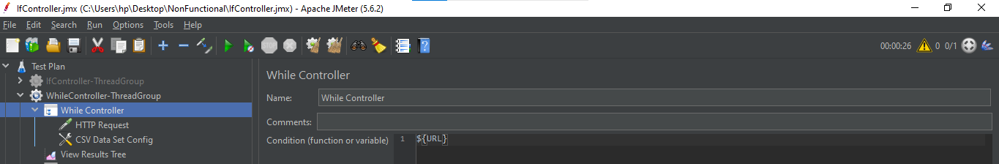 IfController.jmx (C:\Users\hp\Desktop\NonFunctional\IfController.jmx) - Apache JMeter (5.6.2)
File Edit Search Run Options Tools Help
STOP 00:00:26 0 0/1
Test Plan
IfController-ThreadGroup
WhileController-ThreadGroup
While Controller
HTTP Request
CSV Data Set Config
View Results Tree
While Controller
Name: While Controller
Comments:
Condition (function or variable) 1 ${URL}